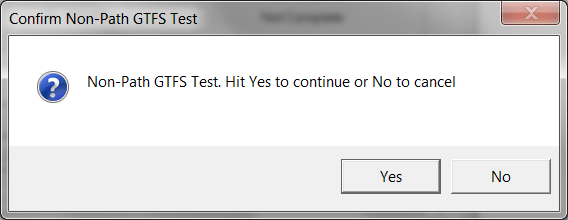 Confirm Non-Path GTFS Test
Non-Path GTFS Test. Hit Yes to continue or No to cancel
Yes
No